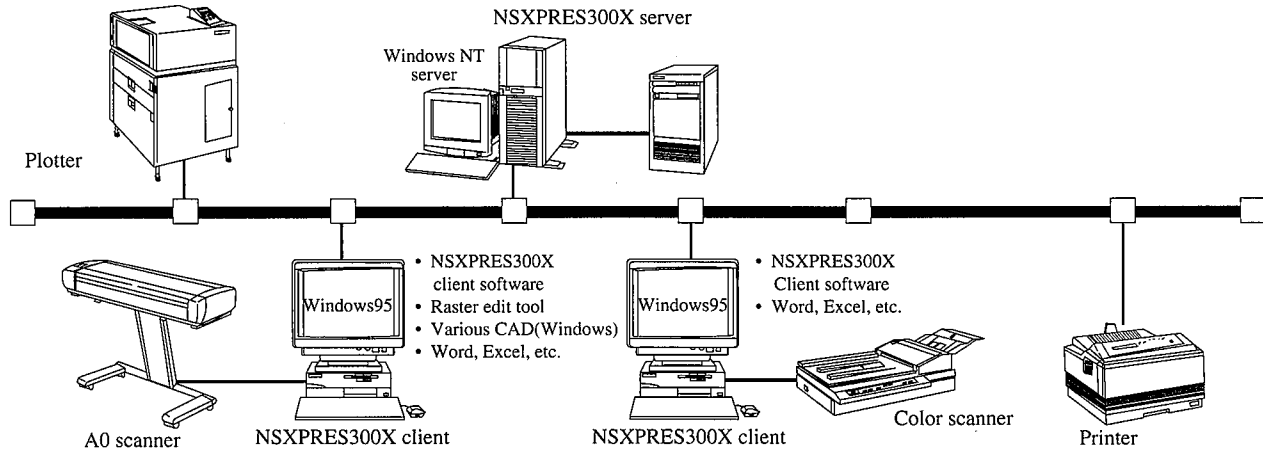 NSXPRES300X server
Windows NT
server
Plotter
Windows95
• NSXPRES300X
client software
• Raster edit tool
• Various CAD(Windows)
• Word, Excel, etc.
Windows95
• NSXPRES300X
Client software
• Word, Excel, etc.
A0 scanner
NSXPRES300X client
NSXPRES300X client
Color scanner
Printer